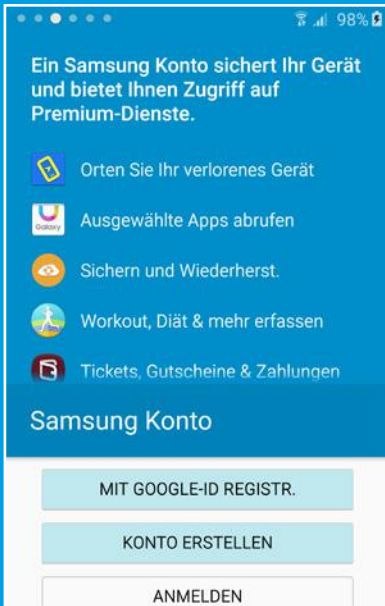 98%
Ein Samsung Konto sichert Ihr Gerät
und bietet Ihnen Zugriff auf
Premium-Dienste.
Orten Sie Ihr verlorenes Gerät
Galaxy
Ausgewählte Apps abrufen
Sichern und Wiederherst.
Workout, Diät & mehr erfassen
Tickets, Gutscheine & Zahlungen
Samsung Konto
MIT GOOGLE-ID REGISTR.
KONTO ERSTELLEN
ANMELDEN